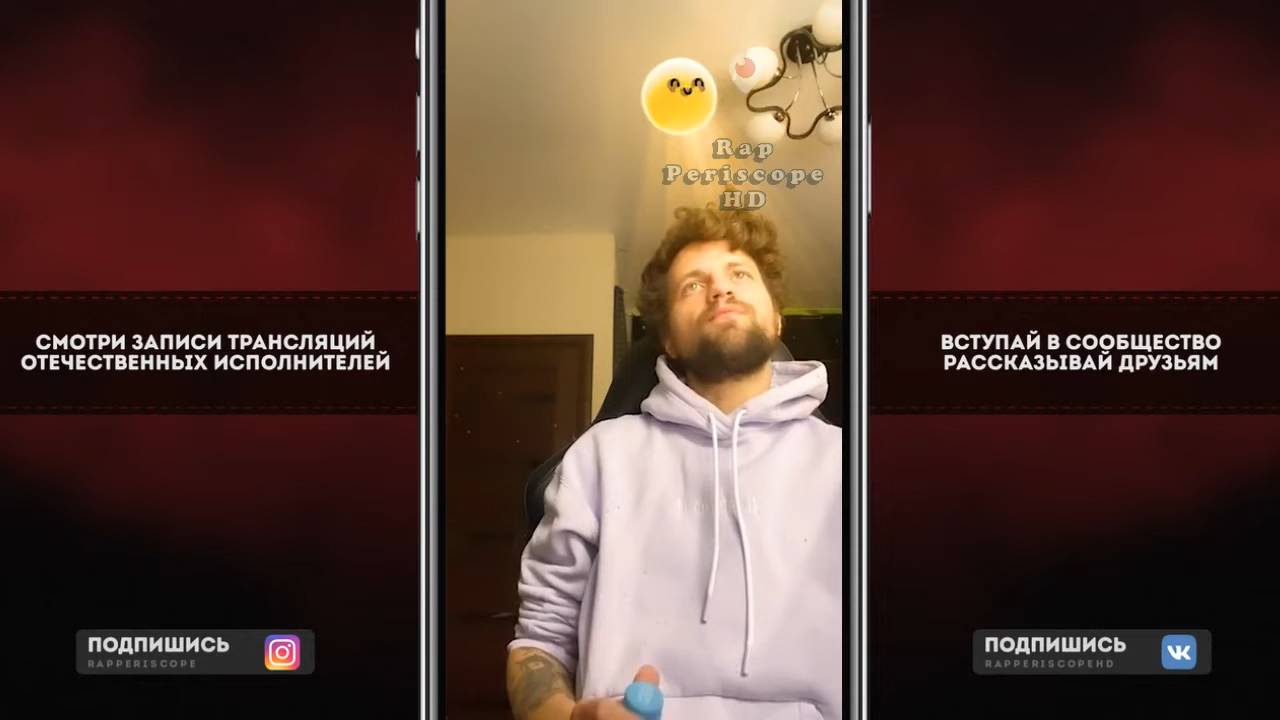 Rap
Periscope
HD
СМОТРИ ЗАПИСИ ТРАНСЛЯЦИЙ
ОТЕЧЕСТВЕННЫХ ИСПОЛНИТЕЛЕЙ
ВСТУПАЙ В СООБЩЕСТВО
РАССКАЗЫВАЙ ДРУЗЬЯМ
ПОДПИШИСЬ
RAPPERISCOPE
ПОДПИШИСЬ
RAPPERISCOPEHD